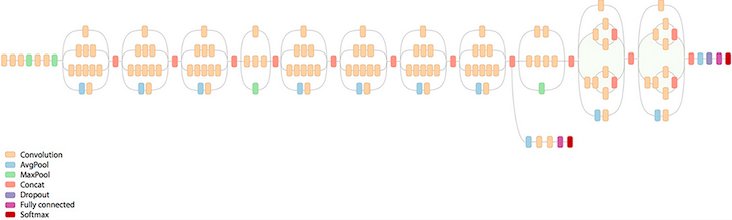 Convolution
AvgPool
MaxPool
Concat
Dropout
Fully connected
Softmax